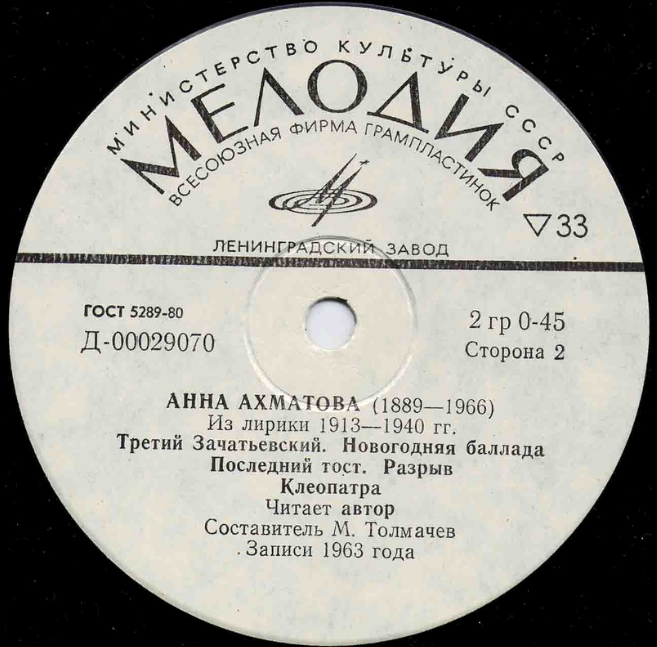 МИНИСТЕРСТВО КУЛЬТУРЫ СССР
МЕЛОДИЯ
ВСЕСОЮЗНАЯ ФИРМА ГРАМПЛАСТИНОК
▽33
ЛЕНИНГРАДСКИЙ ЗАВОД
ГОСТ 5289-80
2 гр 0-45
Д-00029070
Сторона 2
АННА АХМАТОВА (1889—1966)
Из лирики 1913—1940 гг.
Третий Зачатьевский. Новогодняя баллада
Последний тост. Разрыв
Клеопатра
Читает автор
Составитель М. Толмачев
Записи 1963 года